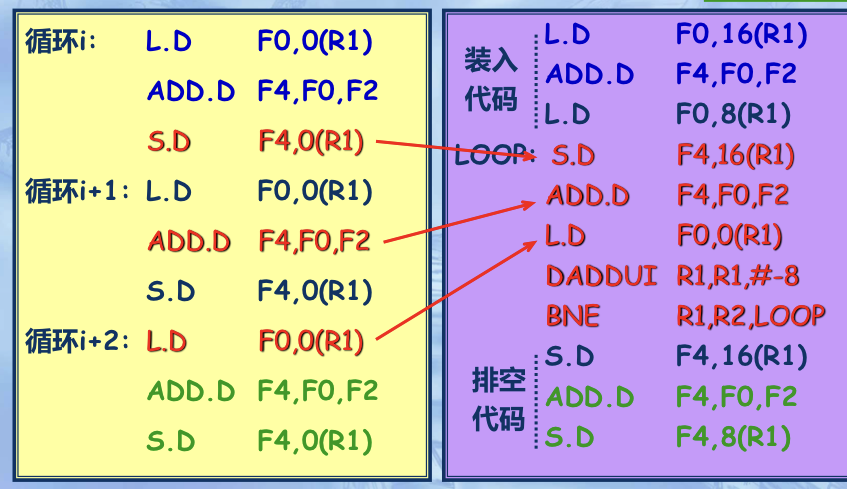 循环i: L.D F0,0(R1)
ADD.D F4,F0,F2
S.D F4,0(R1)
循环i+1: L.D F0,0(R1)
ADD.D F4,F0,F2
S.D F4,0(R1)
循环i+2: L.D F0,0(R1)
ADD.D F4,F0,F2
S.D F4,0(R1)
装入
代码
L.D F0,16(R1)
ADD.D F4,F0,F2
L.D F0,8(R1)
LOOP: S.D F4,16(R1)
ADD.D F4,F0,F2
L.D F0,0(R1)
DADDUI R1,R1,#-8
BNE R1,R2,LOOP
排空
代码
S.D F4,16(R1)
ADD.D F4,F0,F2
S.D F4,8(R1)